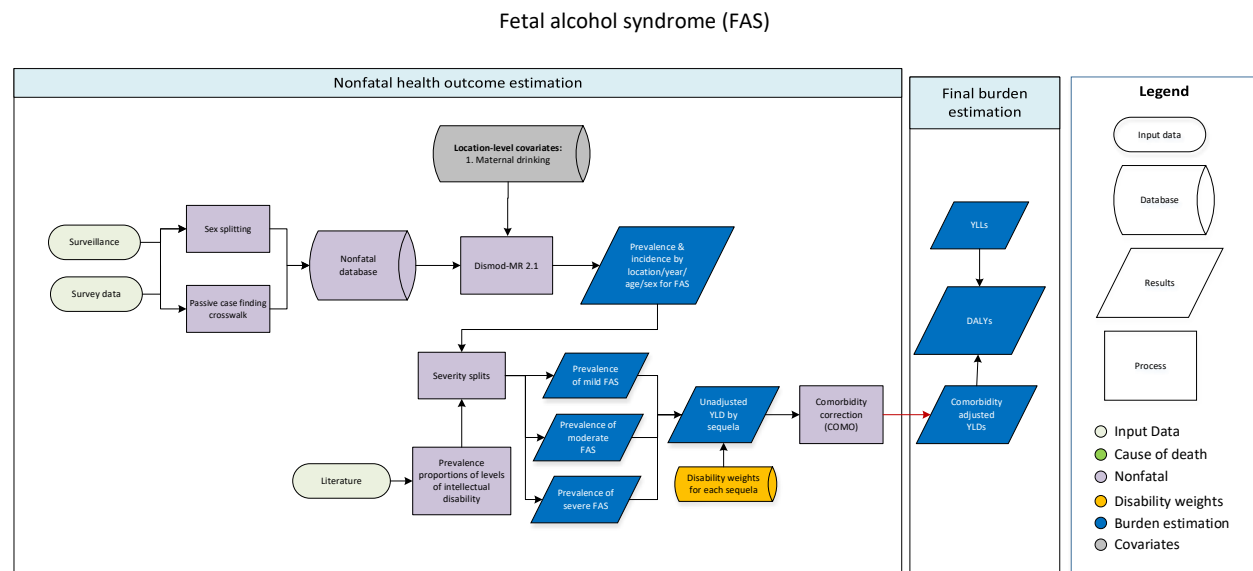 Fetal alcohol syndrome (FAS)
Nonfatal health outcome estimation
Final burden
estimation
Legend
Input data
Database
Results
Process
Input Data
Cause of death
Nonfatal
Disability weights
Burden estimation
Covariates
Location-level covariates:
1. Maternal drinking
Surveillance
Survey data
Sex splitting
Passive case finding
crosswalk
Nonfatal
database
Dismod-MR 2.1
Prevalence &
incidence by
location/year/
age/sex for FAS
Severity splits
Literature
Prevalence
proportions of levels
of intellectual
disability
Prevalence
of mild FAS
Prevalence of
moderate
FAS
Prevalence of
severe FAS
Unadjusted
YLD by
sequela
Disability weights
for each sequela
Comorbidity
correction
(COMO)
YLLs
DALYs
Comorbidity
adjusted
YLDs